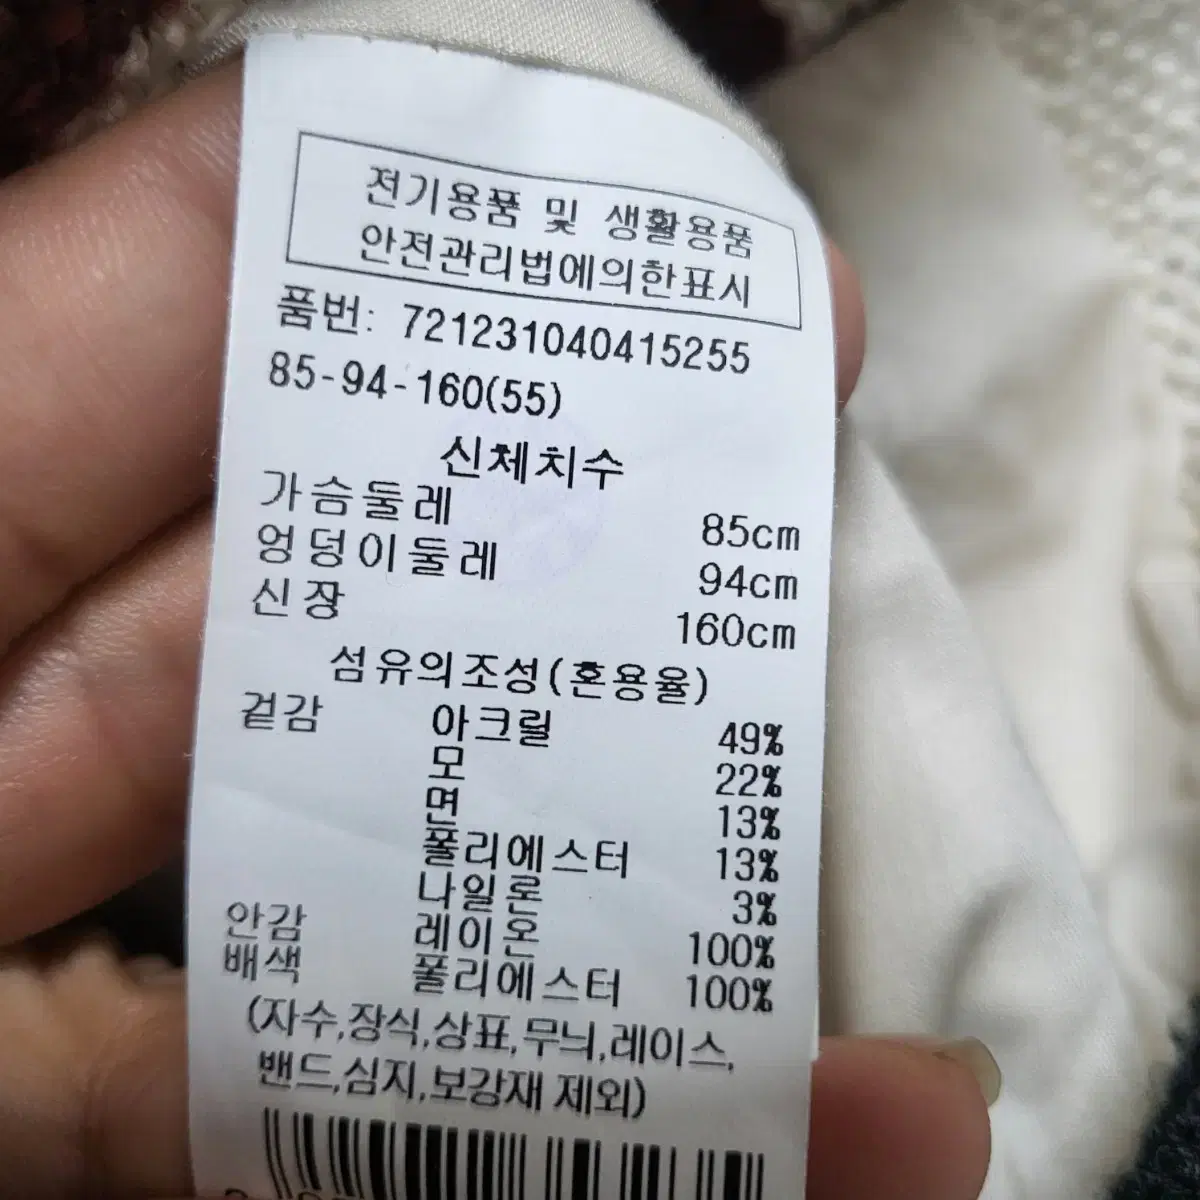 전기용품 및 생활용품
안전관리법에의한표시
품번: 721231040415255
85-94-160(55)
신체치수
가슴둘레 85cm
엉덩이둘레 94cm
신장 160cm
섬유의조성(혼용율)
겉감 아크릴 49%
모 22%
면 13%
폴리에스터 13%
나일론 3%
안감 레이온 100%
배색 폴리에스터 100%
(자수,장식,상표,무늬,레이스,
밴드,심지,보강재 제외)